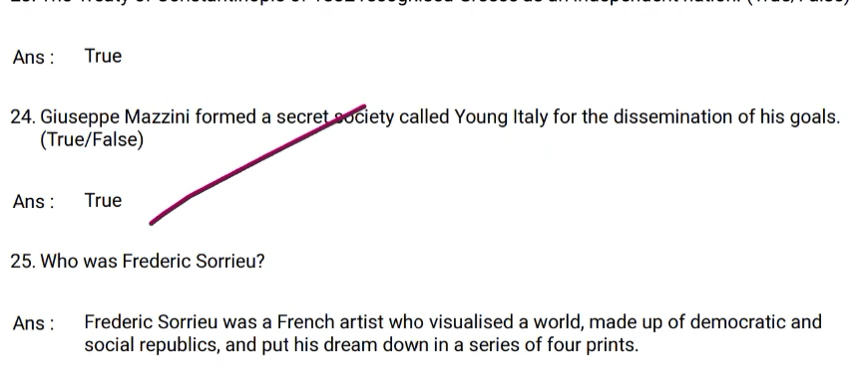 Ans : True
24. Giuseppe Mazzini formed a secret society called Young Italy for the dissemination of his goals.
(True/False)
Ans : True
25. Who was Frederic Sorrieu?
Ans : Frederic Sorrieu was a French artist who visualised a world, made up of democratic and
social republics, and put his dream down in a series of four prints.